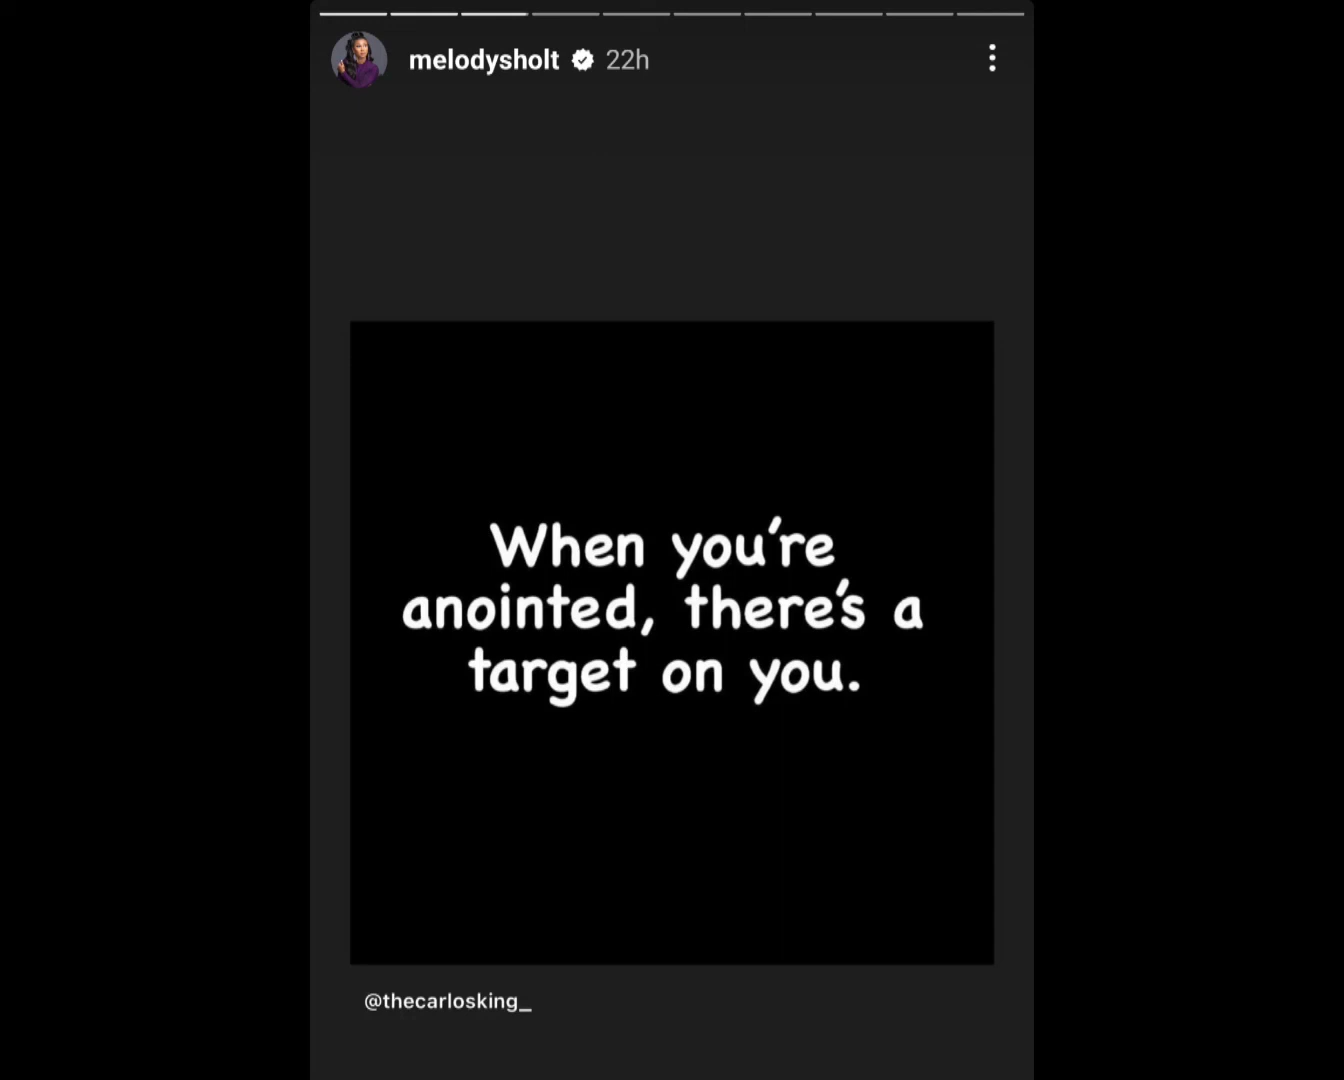 melodysholt 22h
When you're
anointed, there's a
target on you.
@thecarlosking_